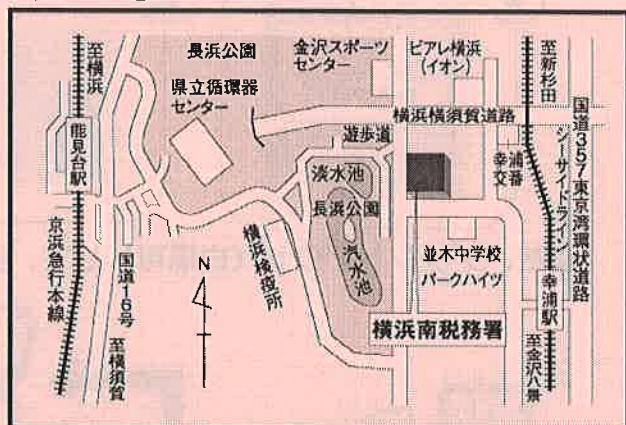 至横浜
能見台駅
京浜急行本線
国道16号
至横須賀
長浜公園
県立循環器
センター
金沢スポーツ
センター
ビアレ横浜
(イオン)
至新杉田
国道357東京湾環状道路
シーサイドライン
横浜横須賀道路
遊歩道
幸浦
交番
淡水池
長浜公園
汽水池
横浜検疫所
N
並木中学校
パークハイツ
横浜南税務署
幸浦駅
至金沢八景